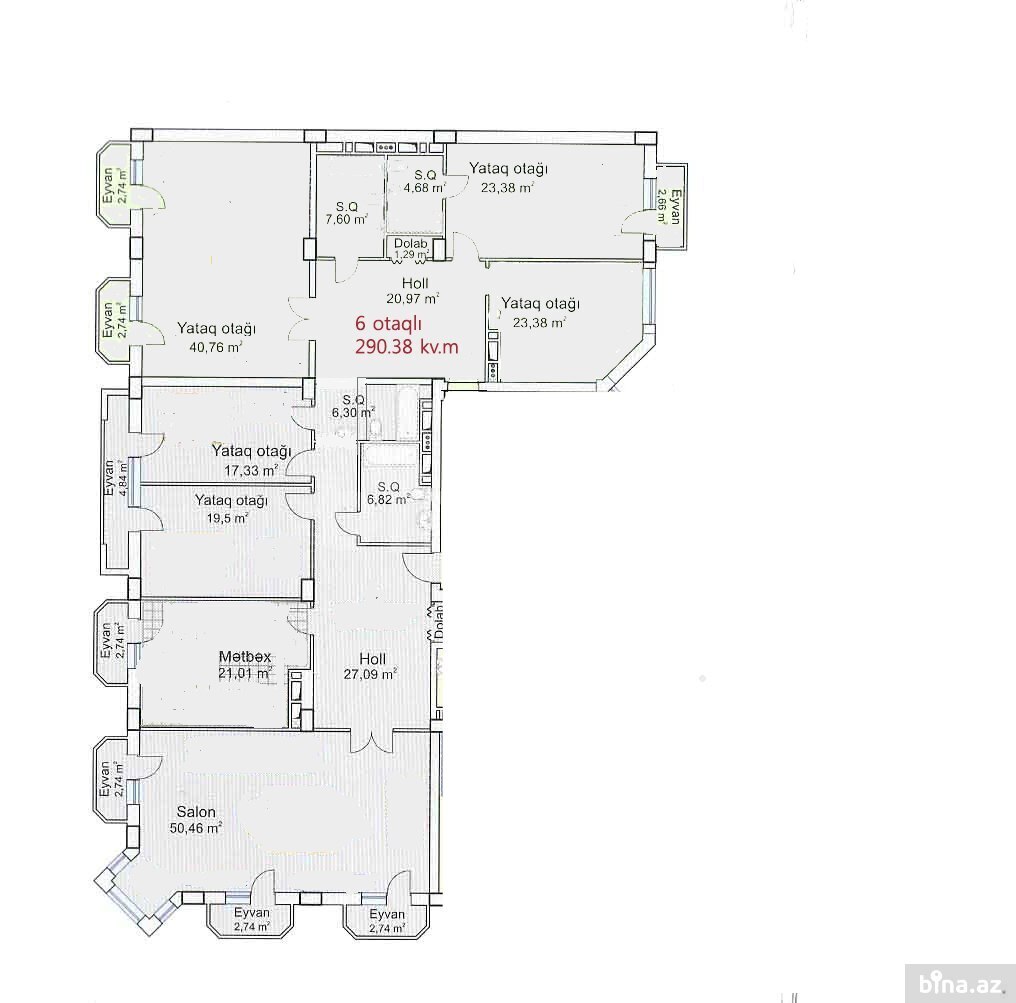 Eyvan
2,74 m²
S.Q
7,60 m²
S.Q
4,68 m²
Yataq otağı
23,38 m²
Eyvan
2,66 m²
Dolab
1,29 m²
Holl
20,97 m²
Eyvan
2,74 m²
Yataq otağı
40,76 m²
6 otaqlı
290.38 kv.m
Yataq otağı
23,38 m²
S.Q
6,30 m²
Yataq otağı
17,33 m²
Eyvan
4,84 m²
S.Q
6,82 m²
Yataq otağı
19,5 m²
Eyvan
2,74 m²
Mətbəx
21,01 m²
Holl
27,09 m²
Dolab
Eyvan
2,74 m²
Salon
50,46 m²
Eyvan
2,74 m²
Eyvan
2,74 m²
bina.az